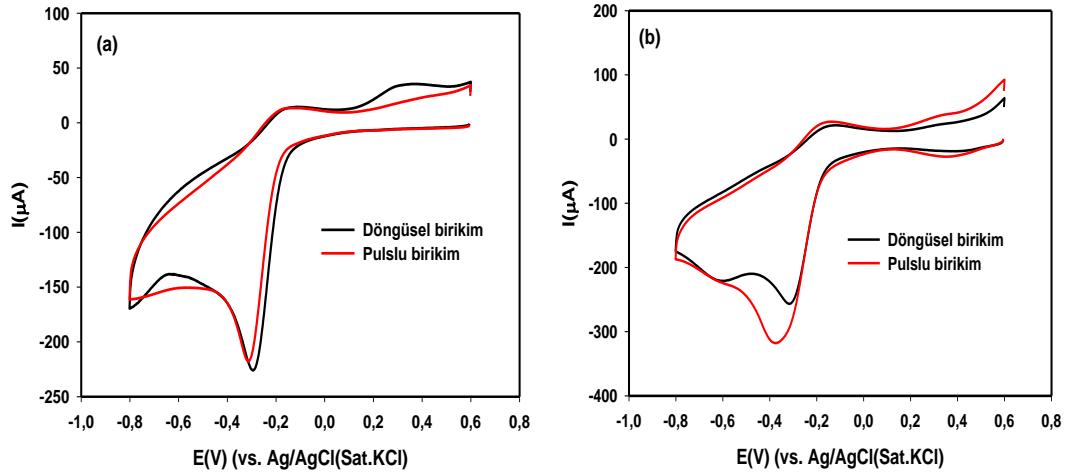 (a)
I(µA)
100
50
0
-50
-100
-150
-200
-250
Döngüsel birikim
Pulslu birikim
-1,0 -0,8 -0,6 -0,4 -0,2 0,0 0,2 0,4 0,6 0,8
E(V) (vs. Ag/AgCl(Sat.KCl)
(b)
I(µA)
200
100
0
-100
-200
-300
-400
Döngüsel birikim
Pulslu birikim
-1,0 -0,8 -0,6 -0,4 -0,2 0,0 0,2 0,4 0,6 0,8
E(V) (vs. Ag/AgCl(Sat.KCl)